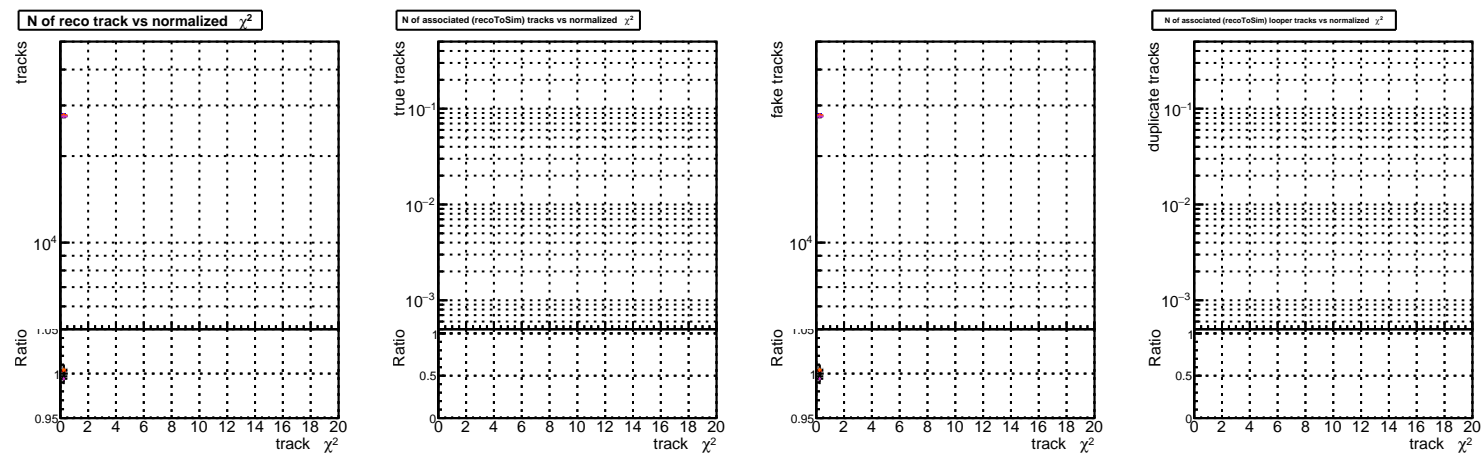 N of reco track vs normalized χ²
tracks
10⁴
1.05
Ratio
1
0.95
0 2 4 6 8 10 12 14 16 18 20
track χ²
N of associated (recoToSim) tracks vs normalized χ²
true tracks
10⁻¹
10⁻²
10⁻³
Ratio
1
0.5
0
0 2 4 6 8 10 12 14 16 18 20
track χ²
fake tracks
10⁴
1.05
Ratio
1
0.95
0 2 4 6 8 10 12 14 16 18 20
track χ²
N of associated (recoToSim) looper tracks vs normalized χ²
duplicate tracks
10⁻¹
10⁻²
10⁻³
Ratio
1
0.5
0
0 2 4 6 8 10 12 14 16 18 20
track χ²